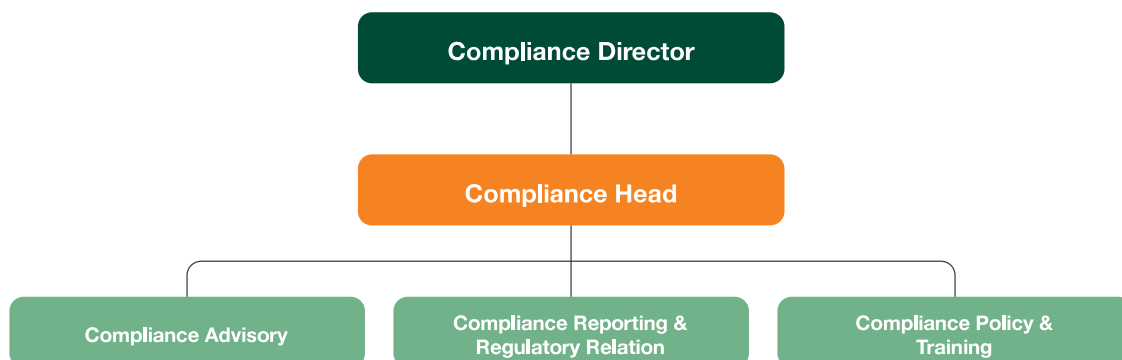 Compliance Director
Compliance Head
Compliance Advisory
Compliance Reporting &
Regulatory Relation
Compliance Policy &
Training